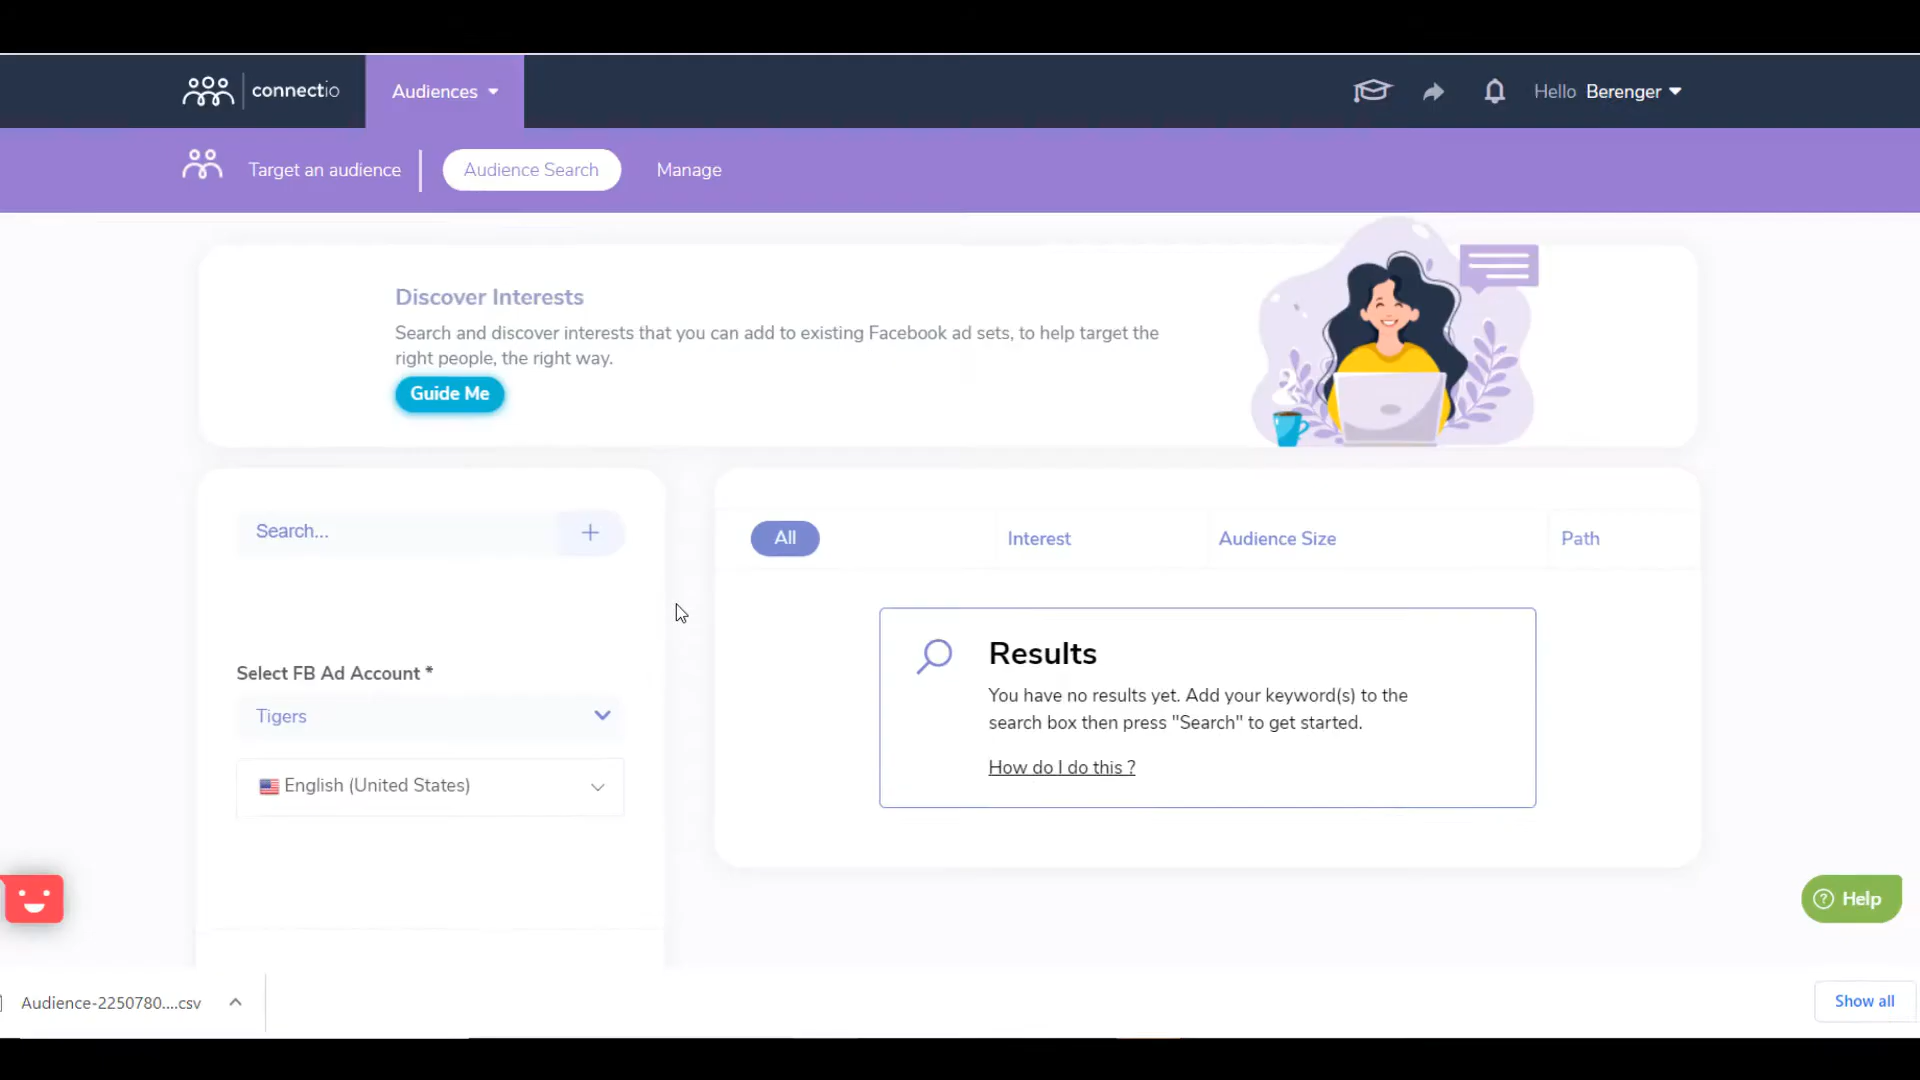 connectio
Audiences
Hello Berenger
Target an audience
Audience Search
Manage
Discover Interests
Search and discover interests that you can add to existing Facebook ad sets, to help target the
right people, the right way.
Guide Me
Search...
+
Select FB Ad Account *
Tigers
English (United States)
All
Interest
Audience Size
Path
Results
You have no results yet. Add your keyword(s) to the
search box then press "Search" to get started.
How do I do this ?
? Help
Audience-2250780....csv
Show all